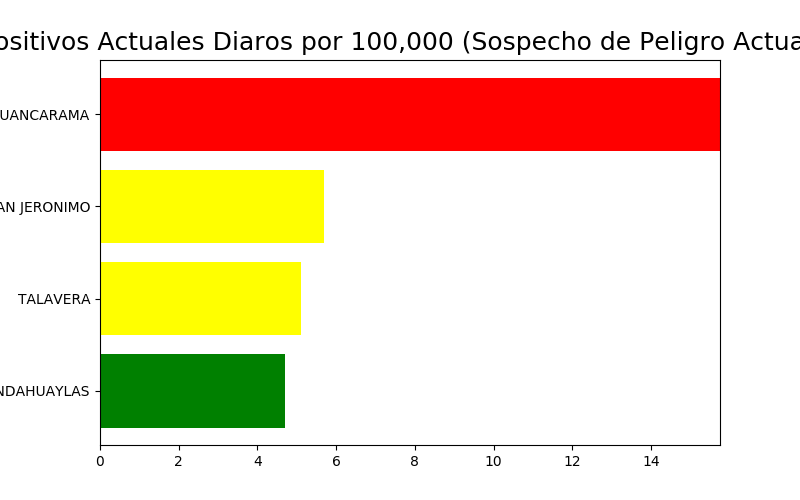 ositivos Actuales Diaros por 100,000 (Sospecho de Peligro Actua
UANCARAMA
AN JERONIMO
TALAVERA
NDAHUAYLAS
0 2 4 6 8 10 12 14